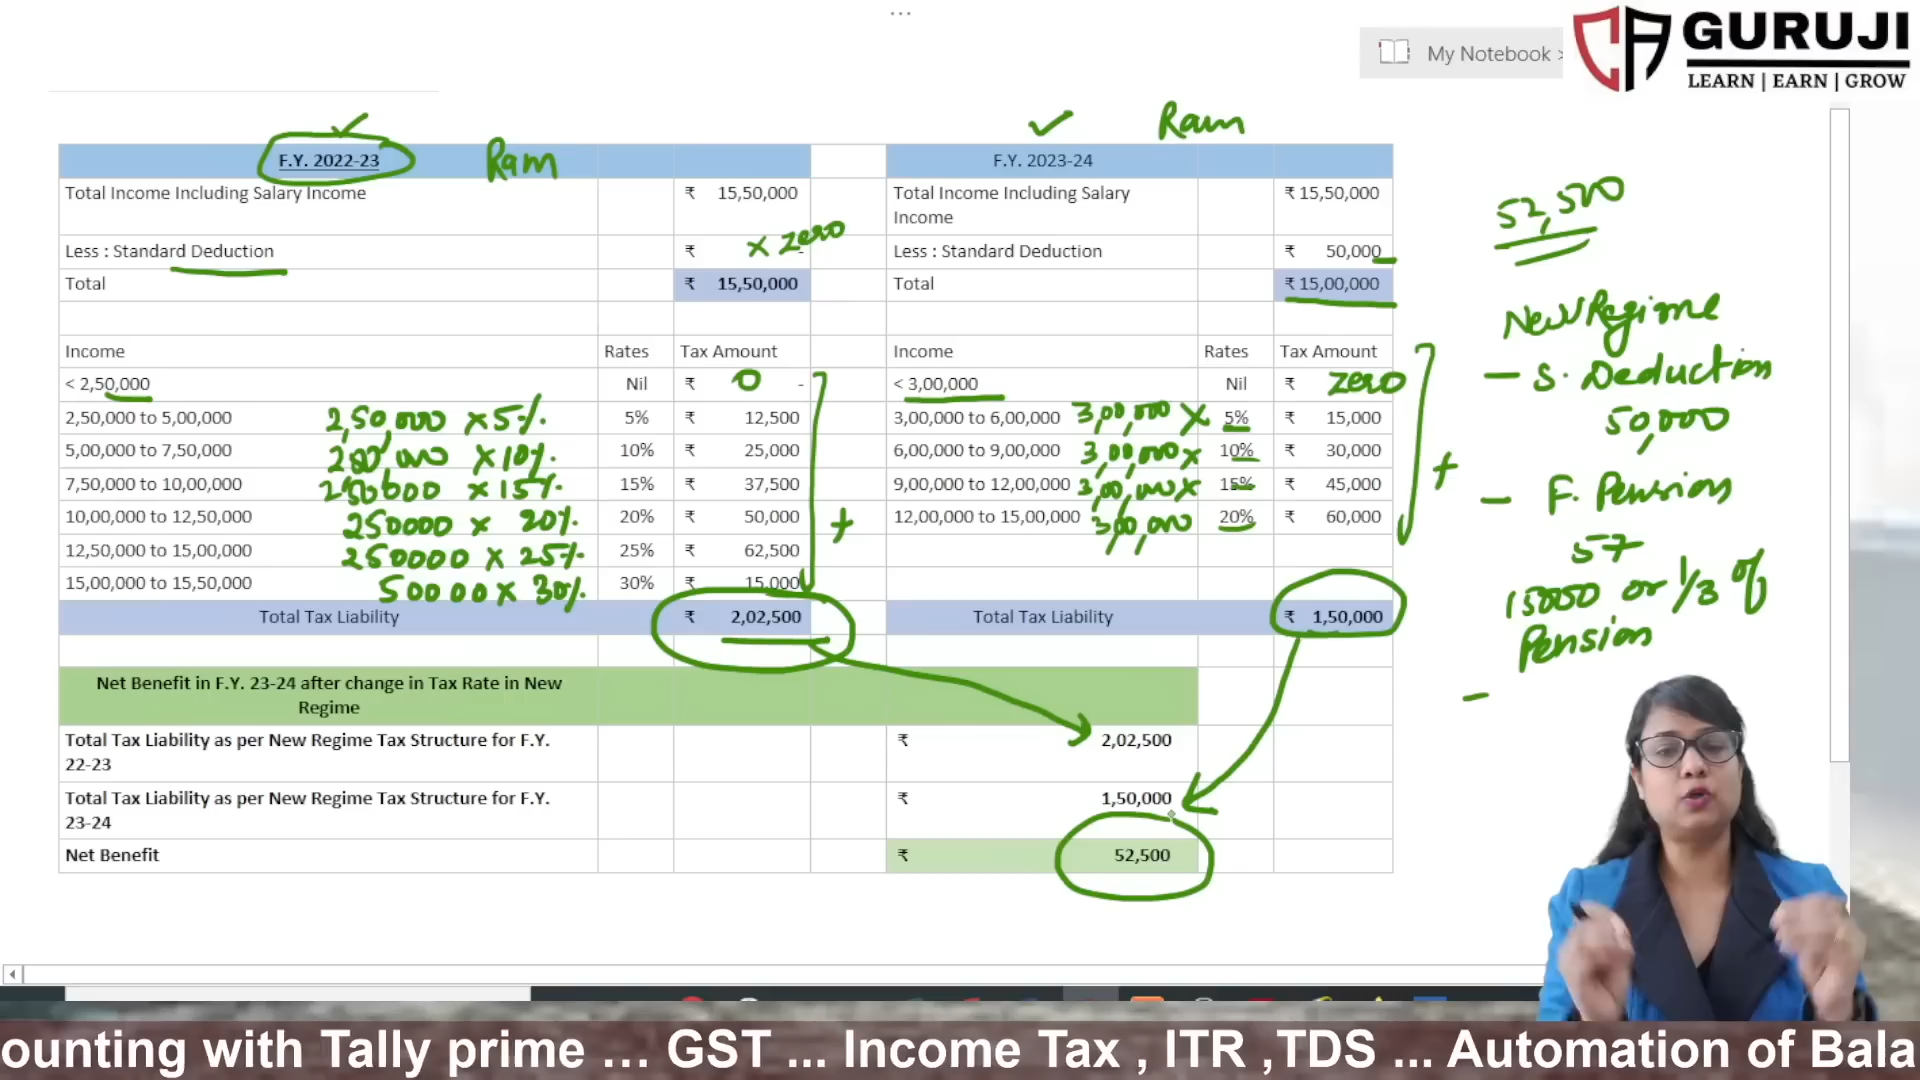 ...
My Notebook >
CA GURUJI
LEARN | EARN | GROW
F.Y. 2022-23 Ram
Total Income Including Salary Income ₹ 15,50,000
Less : Standard Deduction ₹ - x zero
Total ₹ 15,50,000
Income Rates Tax Amount
< 2,50,000 Nil ₹ 0 -
2,50,000 to 5,00,000 2,50,000 x 5% 5% ₹ 12,500
5,00,000 to 7,50,000 x 10% 10% ₹ 25,000
7,50,000 to 10,00,000 x 15% 15% ₹ 37,500
10,00,000 to 12,50,000 250000 x 20% 20% ₹ 50,000
12,50,000 to 15,00,000 250000 x 25% 25% ₹ 62,500
15,00,000 to 15,50,000 50000 x 30% 30% ₹ 15,000
+
Total Tax Liability ₹ 2,02,500
Ram
F.Y. 2023-24
Total Income Including Salary
Income ₹ 15,50,000
Less : Standard Deduction ₹ 50,000
Total ₹ 15,00,000
Income Rates Tax Amount
< 3,00,000 Nil ₹ zero
3,00,000 to 6,00,000 3,00,000 x 5% ₹ 15,000
6,00,000 to 9,00,000 3,00,000 x 10% ₹ 30,000
9,00,000 to 12,00,000 3,00,000 x 15% ₹ 45,000
12,00,000 to 15,00,000 3,00,000 20% ₹ 60,000
+
Total Tax Liability ₹ 1,50,000
Net Benefit in F.Y. 23-24 after change in Tax Rate in New
Regime
Total Tax Liability as per New Regime Tax Structure for F.Y.
22-23 ₹ 2,02,500
Total Tax Liability as per New Regime Tax Structure for F.Y.
23-24 ₹ 1,50,000
Net Benefit ₹ 52,500
52,500
New Regime
- S. Deduction
50,000
- F. Pension
57
15000 or 1/3 of
Pension
-
ounting with Tally prime ... GST ... Income Tax , ITR ,TDS ... Automation of Bala